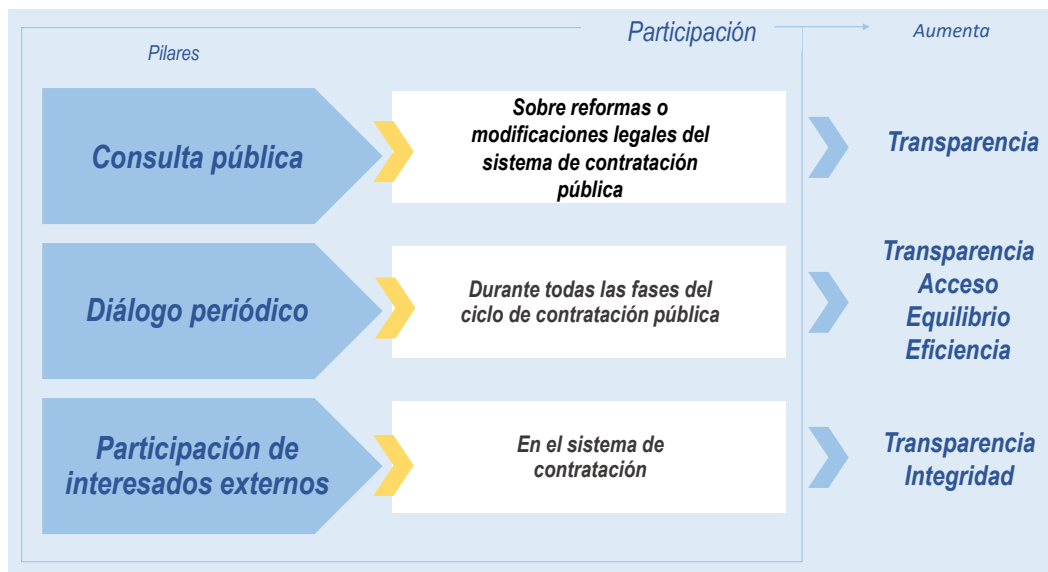 Participación
Aumenta
Pilares
Consulta pública
Sobre reformas o
modificaciones legales del
sistema de contratación
pública
Transparencia
Diálogo periódico
Durante todas las fases del
ciclo de contratación pública
Transparencia
Acceso
Equilibrio
Eficiencia
Participación de
interesados externos
En el sistema de
contratación
Transparencia
Integridad